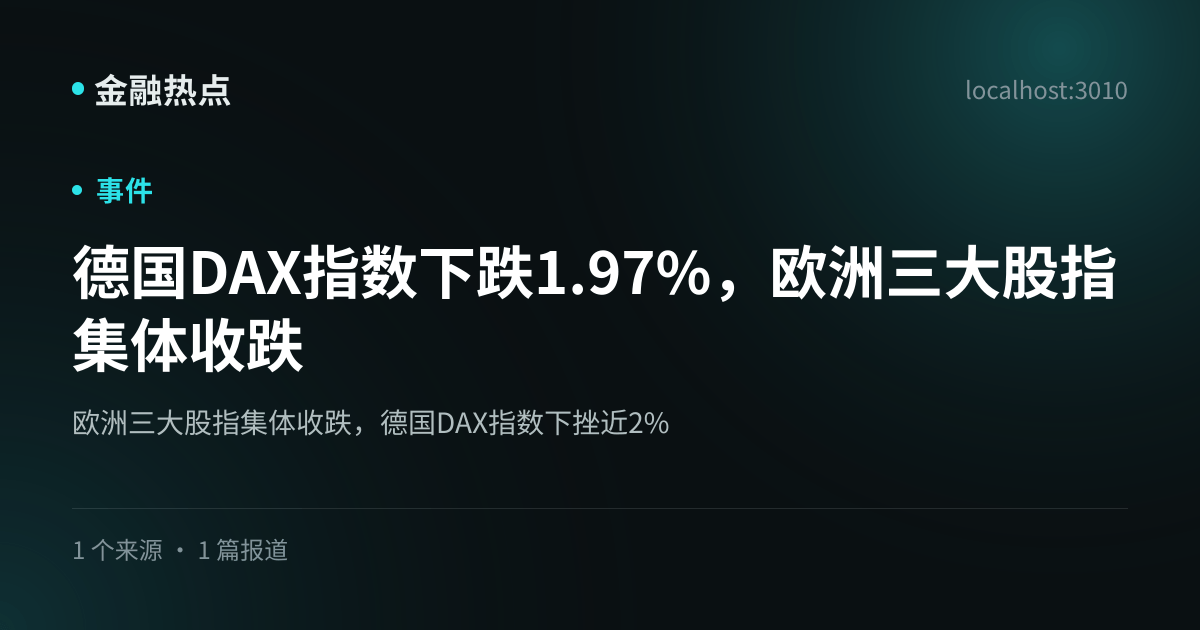 金融热点
localhost:3010
事件
德国DAX指数下跌1.97%，欧洲三大股指
集体收跌
欧洲三大股指集体收跌，德国DAX指数下挫近2%
1 个来源 · 1 篇报道